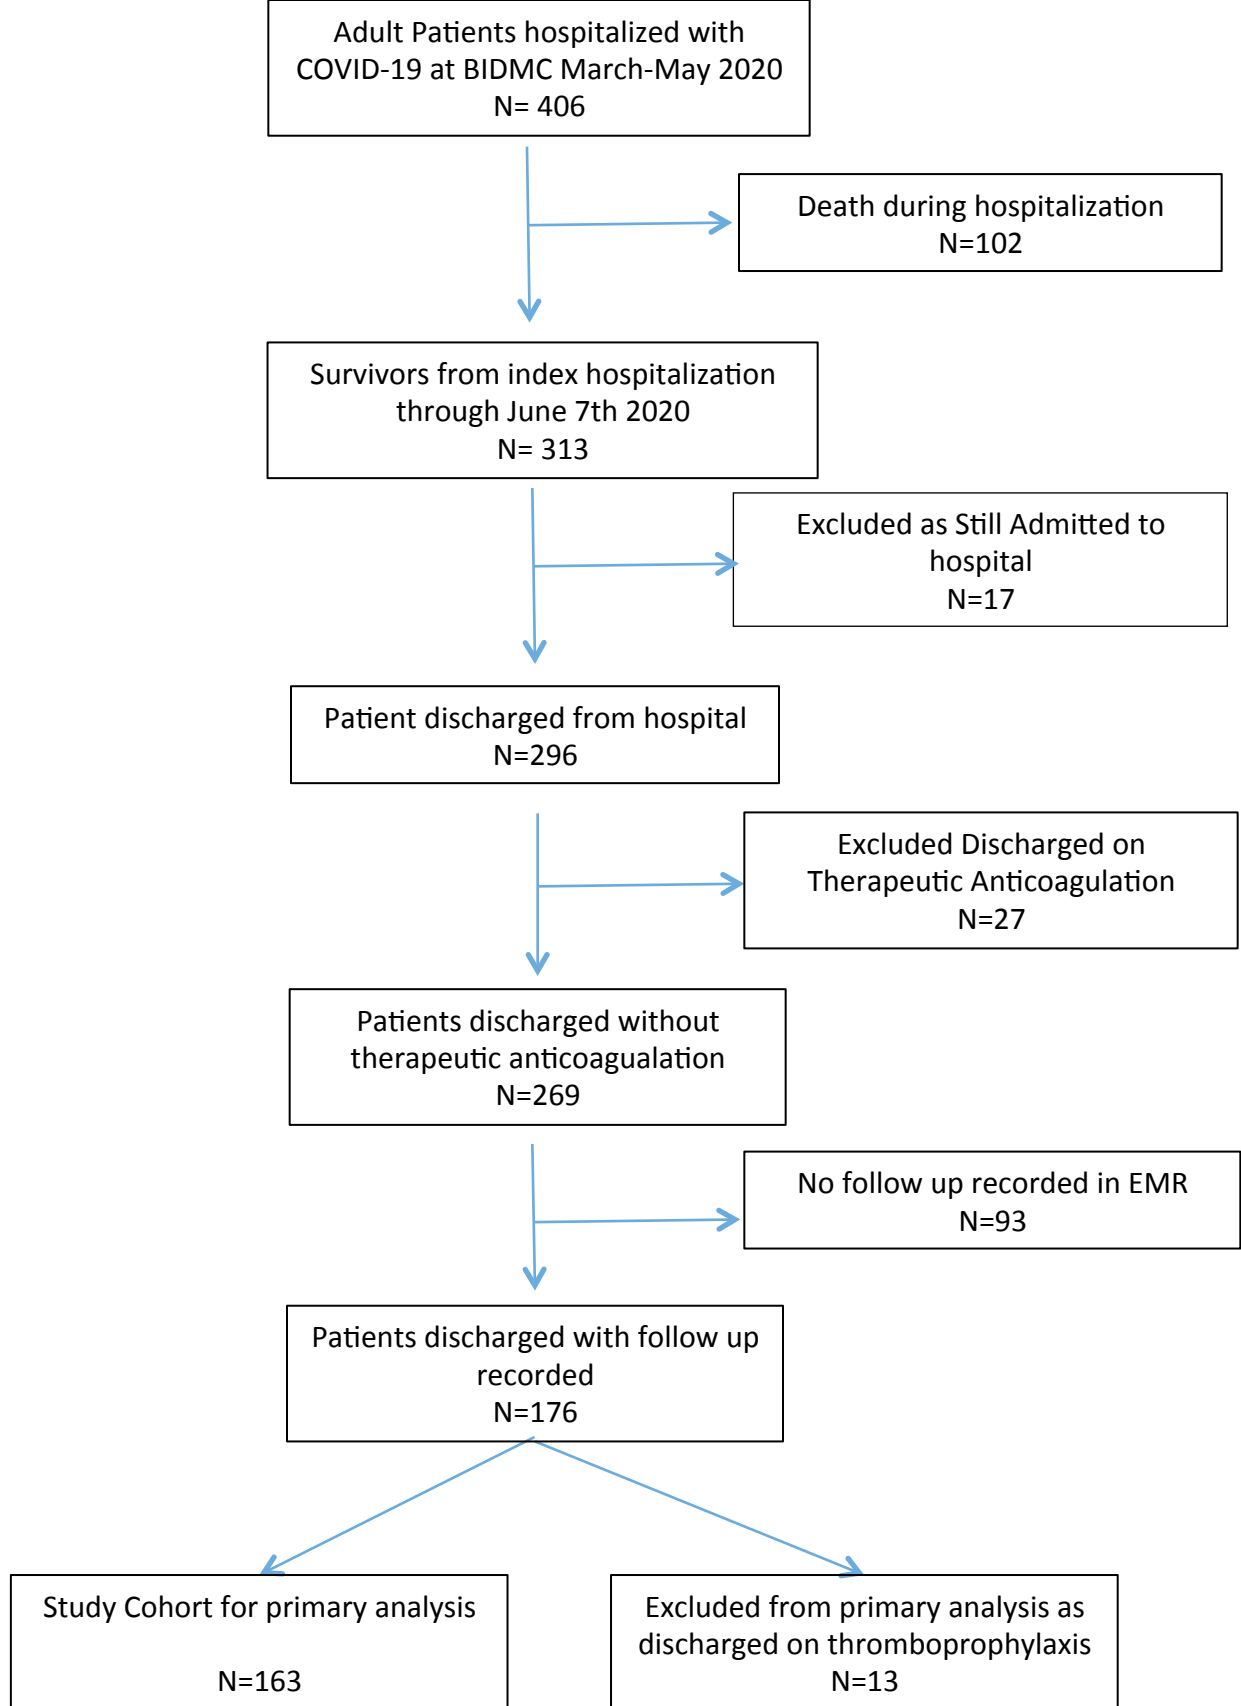 Adult Patients hospitalized with
COVID-19 at BIDMC March-May 2020
N= 406
Death during hospitalization
N=102
Survivors from index hospitalization
through June 7th 2020
N= 313
Excluded as Still Admitted to
hospital
N=17
Patient discharged from hospital
N=296
Excluded Discharged on
Therapeutic Anticoagulation
N=27
Patients discharged without
therapeutic anticoagualation
N=269
No follow up recorded in EMR
N=93
Patients discharged with follow up
recorded
N=176
Study Cohort for primary analysis
N=163
Excluded from primary analysis as
discharged on thromboprophylaxis
N=13